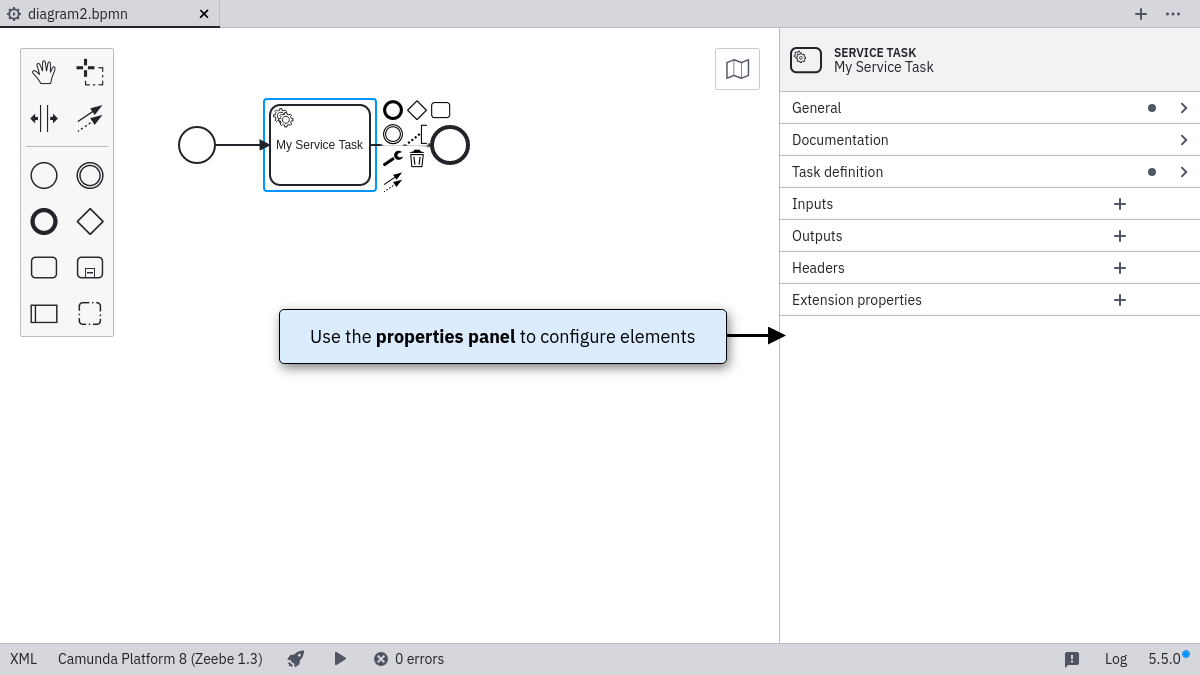 diagram2.bpmn
SERVICE TASK
My Service Task
General
Documentation
Task definition
Inputs
Outputs
Headers
Extension properties
My Service Task
Use the properties panel to configure elements
XML
Camunda Platform 8 (Zeebe 1.3)
0 errors
Log
5.5.0